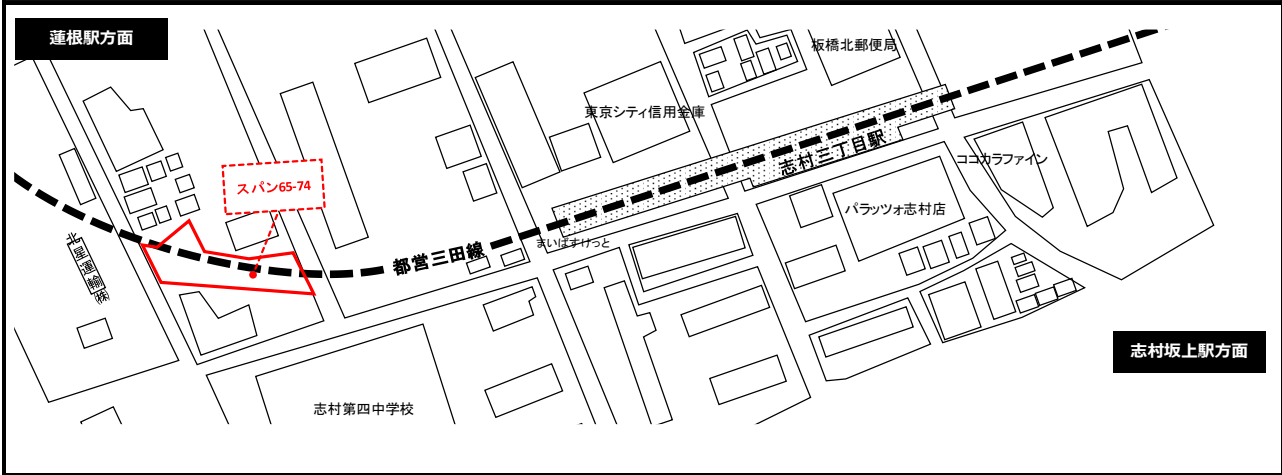 蓮根駅方面
板橋北郵便局
東京シティ信用金庫
志村三丁目駅
ココカラファイン
スパン65-74
パラッツォ志村店
北星運輸㈱
まいばすけっと
都営三田線
志村坂上駅方面
志村第四中学校